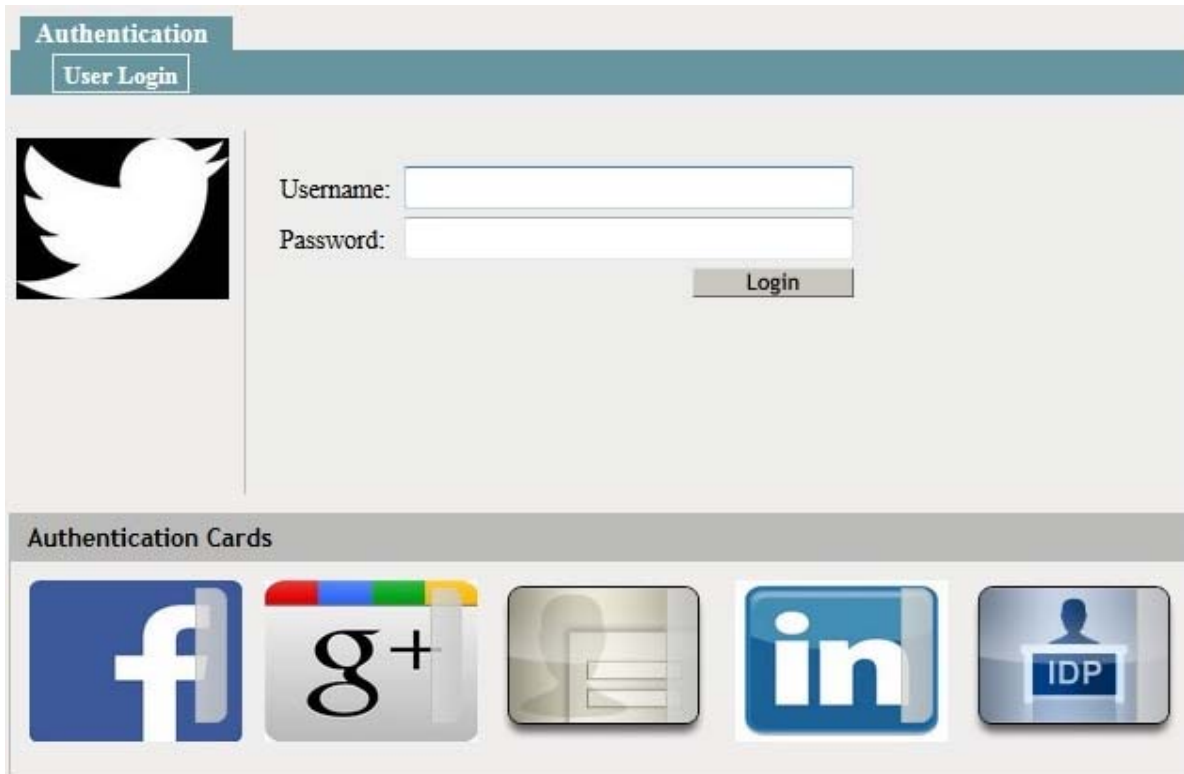 Authentication
User Login
Username:
Password:
Login
Authentication Cards
f
g+
in
IDP